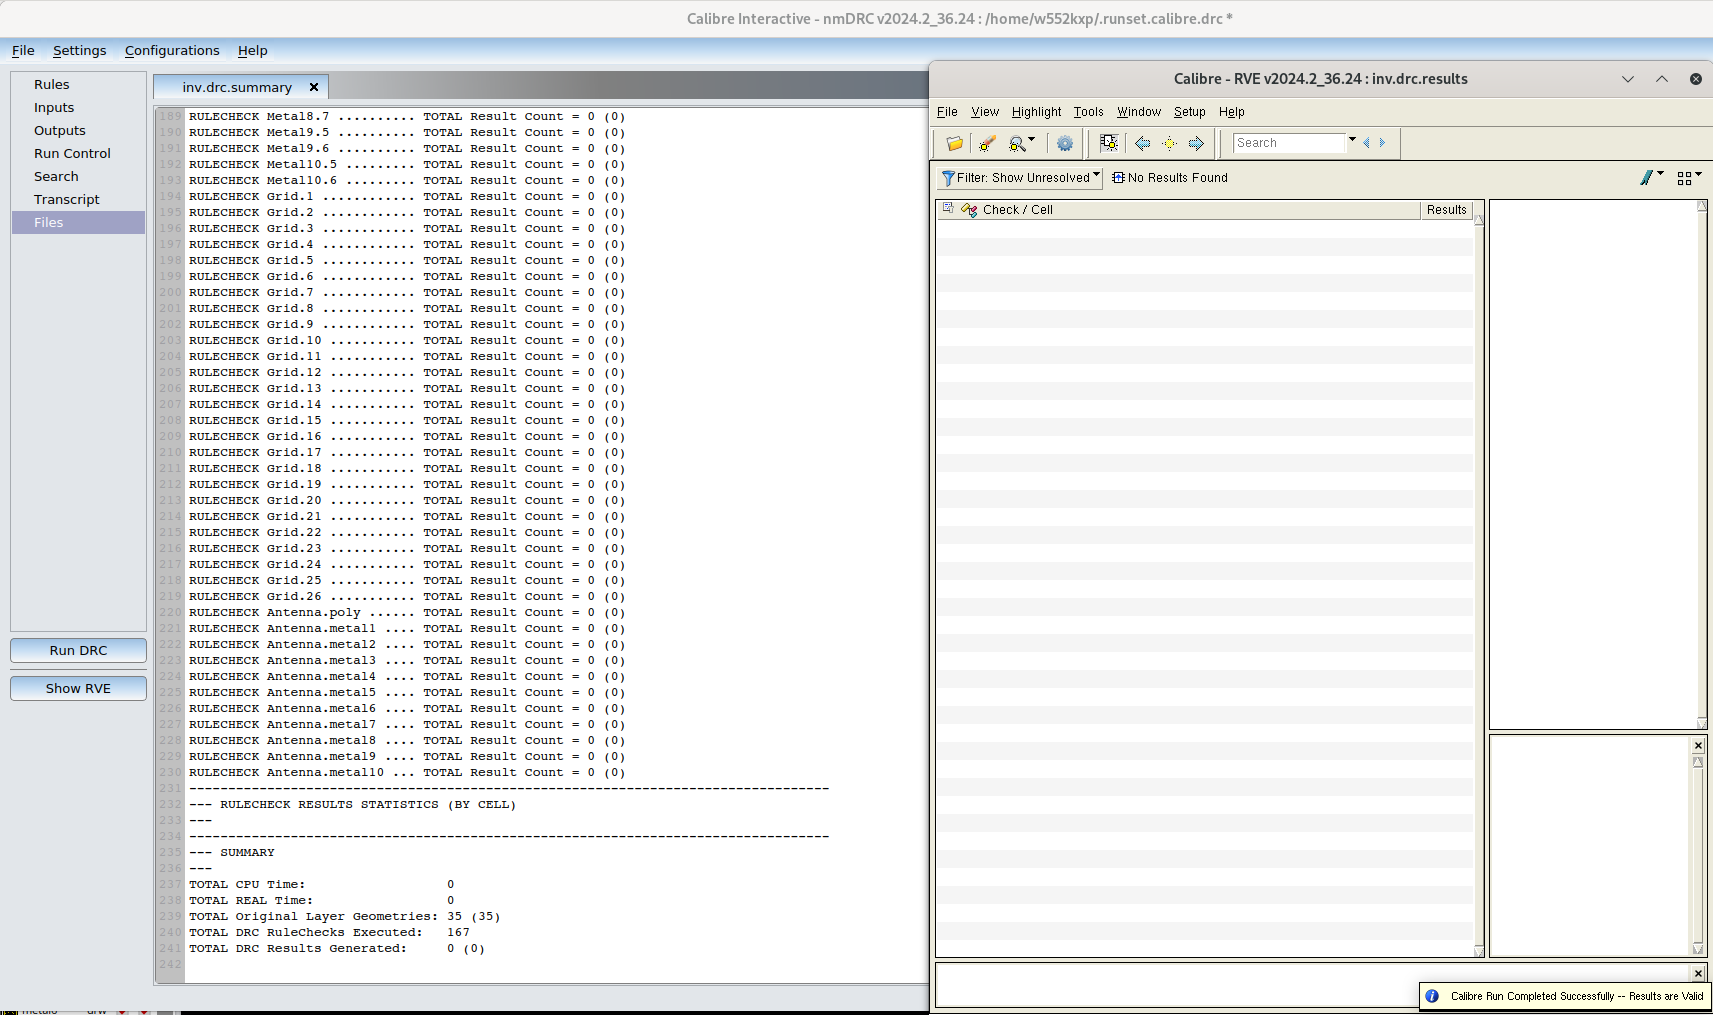 Calibre Interactive - nmDRC v2024.2_36.24 : /home/w552kxp/.runset.calibre.drc *
File Settings Configurations Help
Rules
Inputs
Outputs
Run Control
Search
Transcript
Files
Run DRC
Show RVE
inv.drc.summary
189 RULECHECK Metal8.7 .......... TOTAL Result Count = 0 (0)
190 RULECHECK Metal9.5 .......... TOTAL Result Count = 0 (0)
191 RULECHECK Metal9.6 .......... TOTAL Result Count = 0 (0)
192 RULECHECK Metal10.5 ......... TOTAL Result Count = 0 (0)
193 RULECHECK Metal10.6 ......... TOTAL Result Count = 0 (0)
194 RULECHECK Grid.1 ............ TOTAL Result Count = 0 (0)
195 RULECHECK Grid.2 ............ TOTAL Result Count = 0 (0)
196 RULECHECK Grid.3 ............ TOTAL Result Count = 0 (0)
197 RULECHECK Grid.4 ............ TOTAL Result Count = 0 (0)
198 RULECHECK Grid.5 ............ TOTAL Result Count = 0 (0)
199 RULECHECK Grid.6 ............ TOTAL Result Count = 0 (0)
200 RULECHECK Grid.7 ............ TOTAL Result Count = 0 (0)
201 RULECHECK Grid.8 ............ TOTAL Result Count = 0 (0)
202 RULECHECK Grid.9 ............ TOTAL Result Count = 0 (0)
203 RULECHECK Grid.10 ........... TOTAL Result Count = 0 (0)
204 RULECHECK Grid.11 ........... TOTAL Result Count = 0 (0)
205 RULECHECK Grid.12 ........... TOTAL Result Count = 0 (0)
206 RULECHECK Grid.13 ........... TOTAL Result Count = 0 (0)
207 RULECHECK Grid.14 ........... TOTAL Result Count = 0 (0)
208 RULECHECK Grid.15 ........... TOTAL Result Count = 0 (0)
209 RULECHECK Grid.16 ........... TOTAL Result Count = 0 (0)
210 RULECHECK Grid.17 ........... TOTAL Result Count = 0 (0)
211 RULECHECK Grid.18 ........... TOTAL Result Count = 0 (0)
212 RULECHECK Grid.19 ........... TOTAL Result Count = 0 (0)
213 RULECHECK Grid.20 ........... TOTAL Result Count = 0 (0)
214 RULECHECK Grid.21 ........... TOTAL Result Count = 0 (0)
215 RULECHECK Grid.22 ........... TOTAL Result Count = 0 (0)
216 RULECHECK Grid.23 ........... TOTAL Result Count = 0 (0)
217 RULECHECK Grid.24 ........... TOTAL Result Count = 0 (0)
218 RULECHECK Grid.25 ........... TOTAL Result Count = 0 (0)
219 RULECHECK Grid.26 ........... TOTAL Result Count = 0 (0)
220 RULECHECK Antenna.poly ...... TOTAL Result Count = 0 (0)
221 RULECHECK Antenna.metal1 .... TOTAL Result Count = 0 (0)
222 RULECHECK Antenna.metal2 .... TOTAL Result Count = 0 (0)
223 RULECHECK Antenna.metal3 .... TOTAL Result Count = 0 (0)
224 RULECHECK Antenna.metal4 .... TOTAL Result Count = 0 (0)
225 RULECHECK Antenna.metal5 .... TOTAL Result Count = 0 (0)
226 RULECHECK Antenna.metal6 .... TOTAL Result Count = 0 (0)
227 RULECHECK Antenna.metal7 .... TOTAL Result Count = 0 (0)
228 RULECHECK Antenna.metal8 .... TOTAL Result Count = 0 (0)
229 RULECHECK Antenna.metal9 .... TOTAL Result Count = 0 (0)
230 RULECHECK Antenna.metal10 ... TOTAL Result Count = 0 (0)
231 ----------------------------------------------------------------------------------
232 --- RULECHECK RESULTS STATISTICS (BY CELL)
233 ---
234 ----------------------------------------------------------------------------------
235 --- SUMMARY
236 ---
237 TOTAL CPU Time: 0
238 TOTAL REAL Time: 0
239 TOTAL Original Layer Geometries: 35 (35)
240 TOTAL DRC RuleChecks Executed: 167
241 TOTAL DRC Results Generated: 0 (0)
242
Calibre - RVE v2024.2_36.24 : inv.drc.results
File View Highlight Tools Window Setup Help
Search
Filter: Show Unresolved No Results Found
Check / Cell Results
Calibre Run Completed Successfully -- Results are Valid